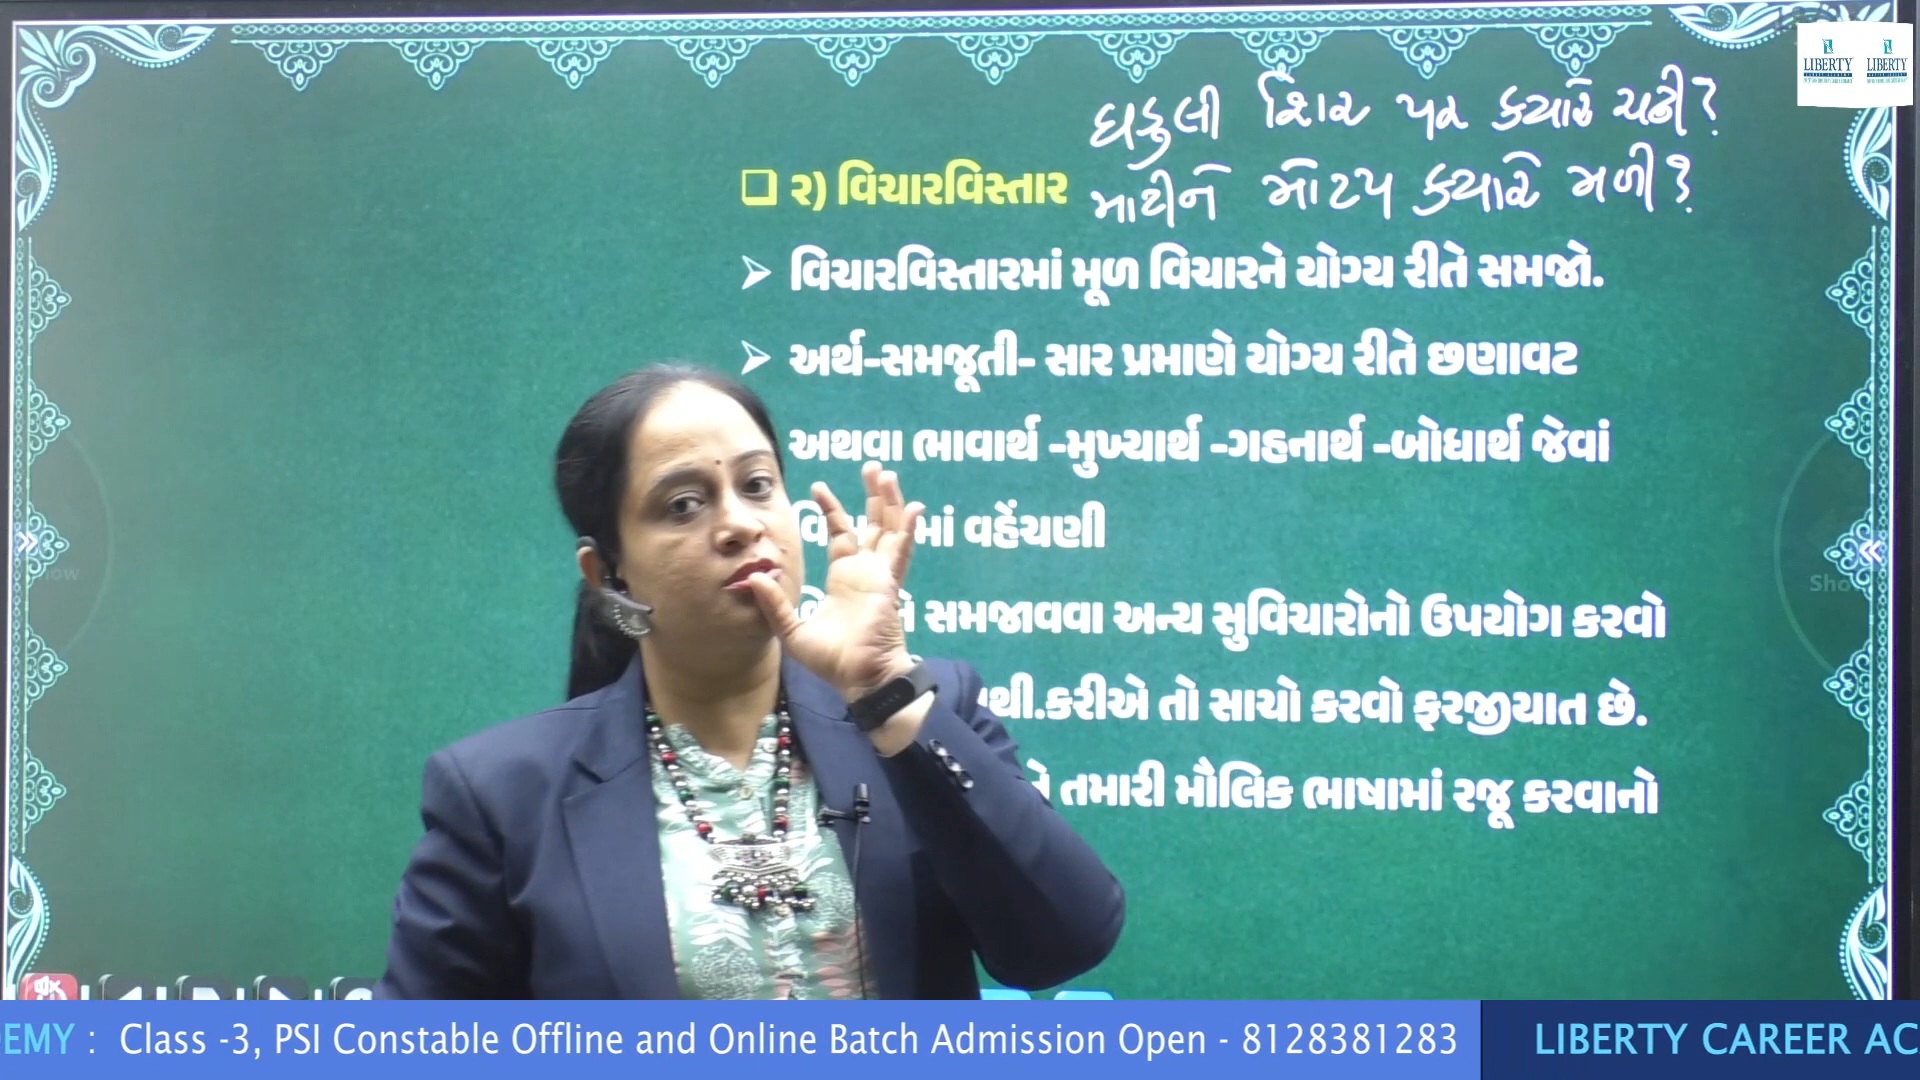 LIBERTY LIBERTY
ઘડુલી શિર પર ક્યારે ચઢી?
માટીને મોટપ ક્યારે મળી?
૨) વિચારવિસ્તાર
વિચારવિસ્તારમાં મૂળ વિચારને યોગ્ય રીતે સમજો.
અર્થ-સમજૂતી- સાર પ્રમાણે યોગ્ય રીતે છણાવટ
અથવા ભાવાર્થ -મુખ્યાર્થ -ગહનાર્થ -બોધાર્થ જેવાં
માં વહેંચણી
સમજાવવા અન્ય સુવિચારોનો ઉપયોગ કરવો
થી.કરીએ તો સાચો કરવો ફરજીયાત છે.
ને તમારી મૌલિક ભાષામાં રજૂ કરવાનો
DEMY : Class -3, PSI Constable Offline and Online Batch Admission Open - 8128381283 LIBERTY CAREER AC